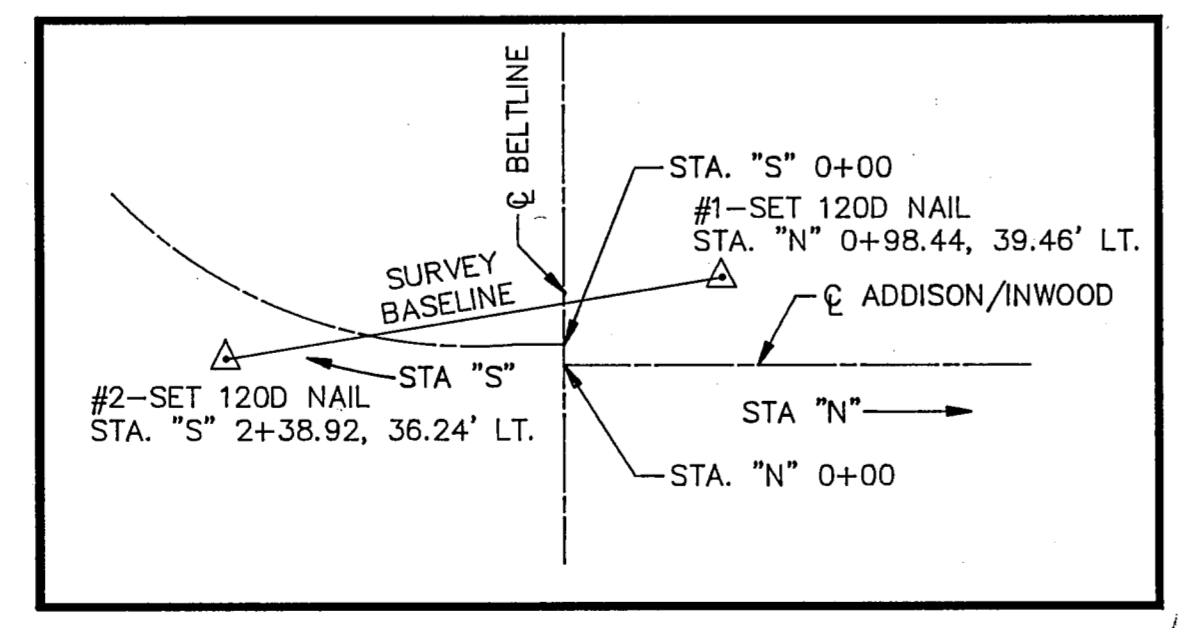 ℄ BELTLINE
STA. "S" 0+00
#1-SET 120D NAIL
STA. "N" 0+98.44, 39.46' LT.
SURVEY
BASELINE
℄ ADDISON/INWOOD
STA "S"
#2-SET 120D NAIL
STA. "S" 2+38.92, 36.24' LT.
STA "N"
STA. "N" 0+00